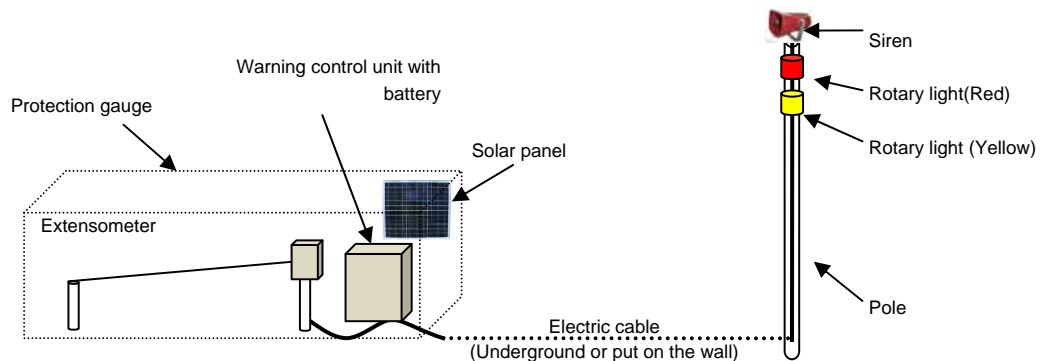 Siren
Warning control unit with
battery
Rotary light(Red)
Protection gauge
Rotary light (Yellow)
Solar panel
Extensometer
Pole
Electric cable
(Underground or put on the wall)